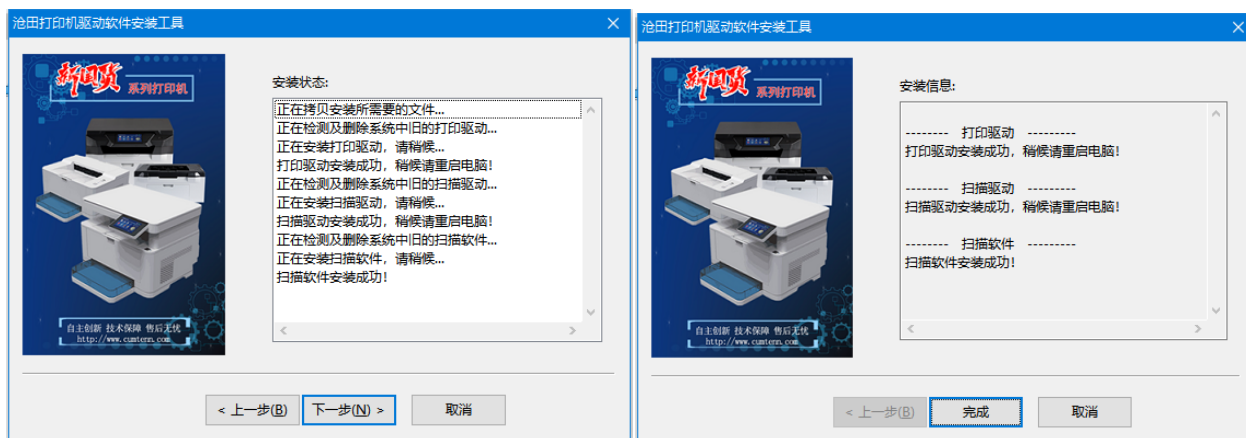 沧田打印机驱动软件安装工具
新国货
系列打印机
自主创新 技术保障 售后无忧
http://www.cumtenn.com
安装状态:
正在拷贝安装所需要的文件...
正在检测及删除系统中旧的打印驱动...
正在安装打印驱动，请稍候...
打印驱动安装成功，稍候请重启电脑!
正在检测及删除系统中旧的扫描驱动...
正在安装扫描驱动，请稍候...
扫描驱动安装成功，稍候请重启电脑!
正在检测及删除系统中旧的扫描软件...
正在安装扫描软件，请稍候...
扫描软件安装成功!
< 上一步(B)
下一步(N) >
取消
沧田打印机驱动软件安装工具
新国货
系列打印机
自主创新 技术保障 售后无忧
http://www.cumtenn.com
安装信息:
-------- 打印驱动 ---------
打印驱动安装成功，稍候请重启电脑!
-------- 扫描驱动 ---------
扫描驱动安装成功，稍候请重启电脑!
-------- 扫描软件 ---------
扫描软件安装成功!
< 上一步(B)
完成
取消